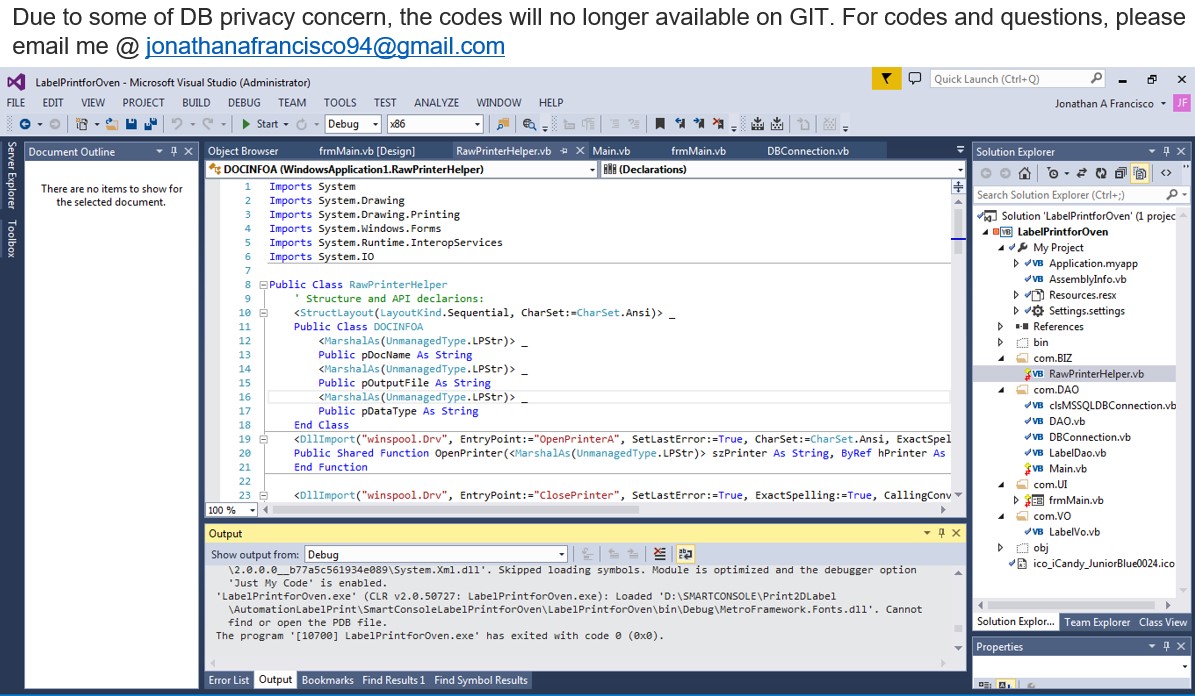 Due to some of DB privacy concern, the codes will no longer available on GIT. For codes and questions, please
email me @ jonathanafrancisco94@gmail.com
LabelPrintforOven - Microsoft Visual Studio (Administrator)
Quick Launch (Ctrl+Q)
FILE EDIT VIEW PROJECT BUILD DEBUG TEAM TOOLS TEST ANALYZE WINDOW HELP
Jonathan A Francisco JF
Start Debug x86
Server Explorer
Toolbox
Document Outline
There are no items to show for
the selected document.
Object Browser frmMain.vb [Design] RawPrinterHelper.vb Main.vb frmMain.vb DBConnection.vb
DOCINFOA (WindowsApplication1.RawPrinterHelper) (Declarations)
1 Imports System
2 Imports System.Drawing
3 Imports System.Drawing.Printing
4 Imports System.Windows.Forms
5 Imports System.Runtime.InteropServices
6 Imports System.IO
7
8 Public Class RawPrinterHelper
9 ' Structure and API declarions:
10 <StructLayout(LayoutKind.Sequential, CharSet:=CharSet.Ansi)> _
11 Public Class DOCINFOA
12 <MarshalAs(UnmanagedType.LPStr)> _
13 Public pDocName As String
14 <MarshalAs(UnmanagedType.LPStr)> _
15 Public pOutputFile As String
16 <MarshalAs(UnmanagedType.LPStr)> _
17 Public pDataType As String
18 End Class
19 <DllImport("winspool.Drv", EntryPoint:="OpenPrinterA", SetLastError:=True, CharSet:=CharSet.Ansi, ExactSpel
20 Public Shared Function OpenPrinter(<MarshalAs(UnmanagedType.LPStr)> szPrinter As String, ByRef hPrinter As
21 End Function
22
23 <DllImport("winspool.Drv", EntryPoint:="ClosePrinter", SetLastError:=True, ExactSpelling:=True, CallingConv
100 %
Output
Show output from: Debug
\2.0.0.0__b77a5c561934e089\System.Xml.dll'. Skipped loading symbols. Module is optimized and the debugger option
'Just My Code' is enabled.
'LabelPrintforOven.exe' (CLR v2.0.50727: LabelPrintforOven.exe): Loaded 'D:\SMARTCONSOLE\Print2DLabel
\AutomationLabelPrint\SmartConsoleLabelPrintforOven\LabelPrintforOven\bin\Debug\MetroFramework.Fonts.dll'. Cannot
find or open the PDB file.
The program '[10700] LabelPrintforOven.exe' has exited with code 0 (0x0).
Error List Output Bookmarks Find Results 1 Find Symbol Results
Solution Explorer
Search Solution Explorer (Ctrl+;)
Solution 'LabelPrintforOven' (1 projec
LabelPrintforOven
My Project
Application.myapp
AssemblyInfo.vb
Resources.resx
Settings.settings
References
bin
com.BIZ
RawPrinterHelper.vb
com.DAO
clsMSSQLDBConnection.vb
DAO.vb
DBConnection.vb
LabelDao.vb
Main.vb
com.UI
frmMain.vb
com.VO
LabelVo.vb
obj
ico_iCandy_JuniorBlue0024.ico
Solution Explor... Team Explorer Class View
Properties